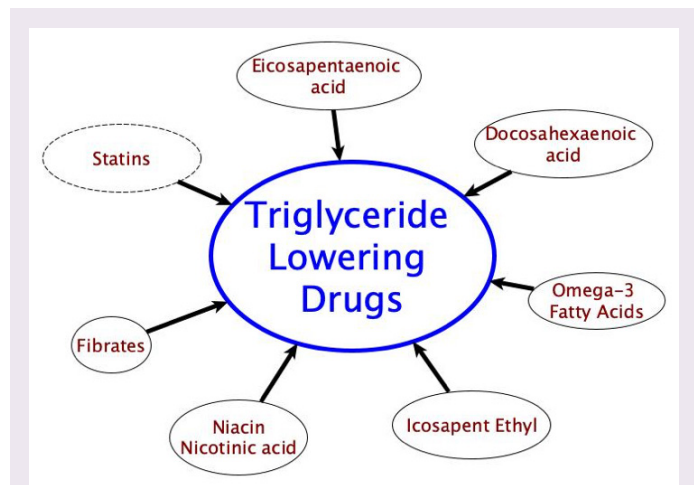 Eicosapentaenoic
acid
Docosahexaenoic
acid
Statins
Triglyceride
Lowering
Drugs
Omega-3
Fatty Acids
Fibrates
Niacin
Nicotinic acid
Icosapent Ethyl